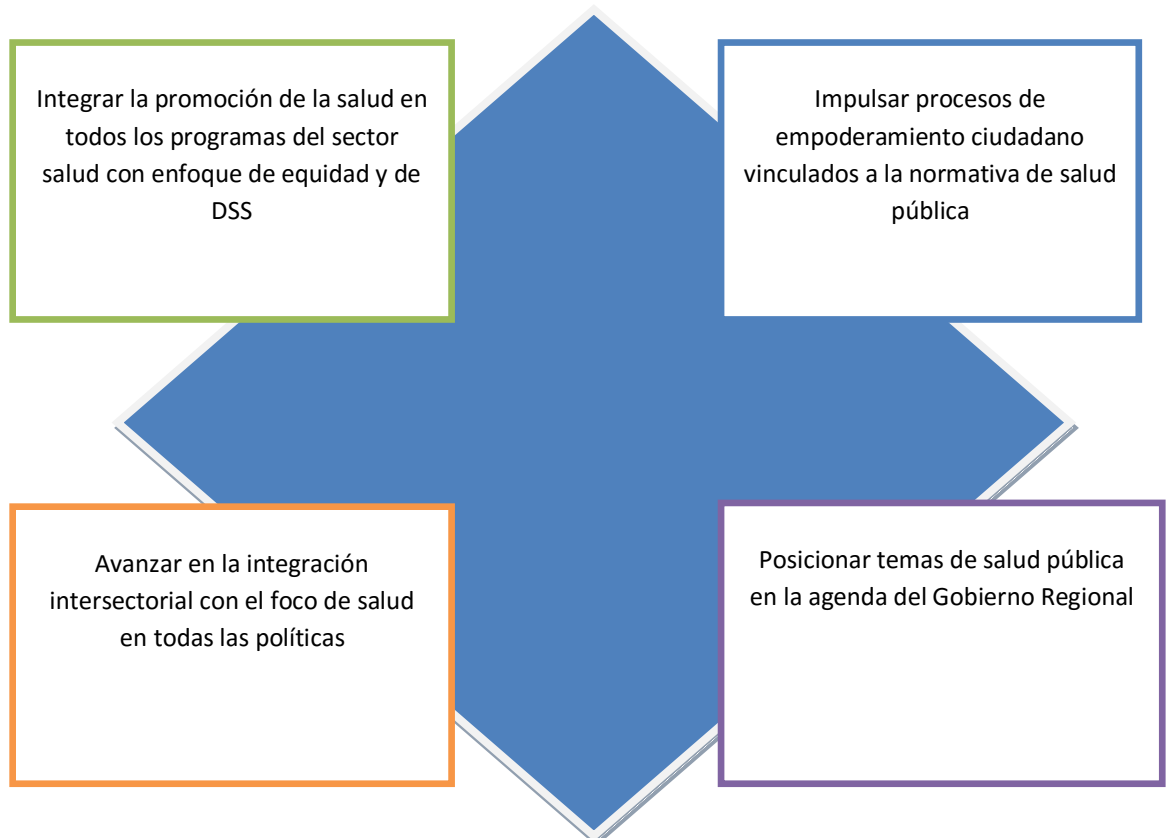 Integrar la promoción de la salud en
todos los programas del sector
salud con enfoque de equidad y de
DSS
Impulsar procesos de
empoderamiento ciudadano
vinculados a la normativa de salud
pública
Avanzar en la integración
intersectorial con el foco de salud
en todas las políticas
Posicionar temas de salud pública
en la agenda del Gobierno Regional